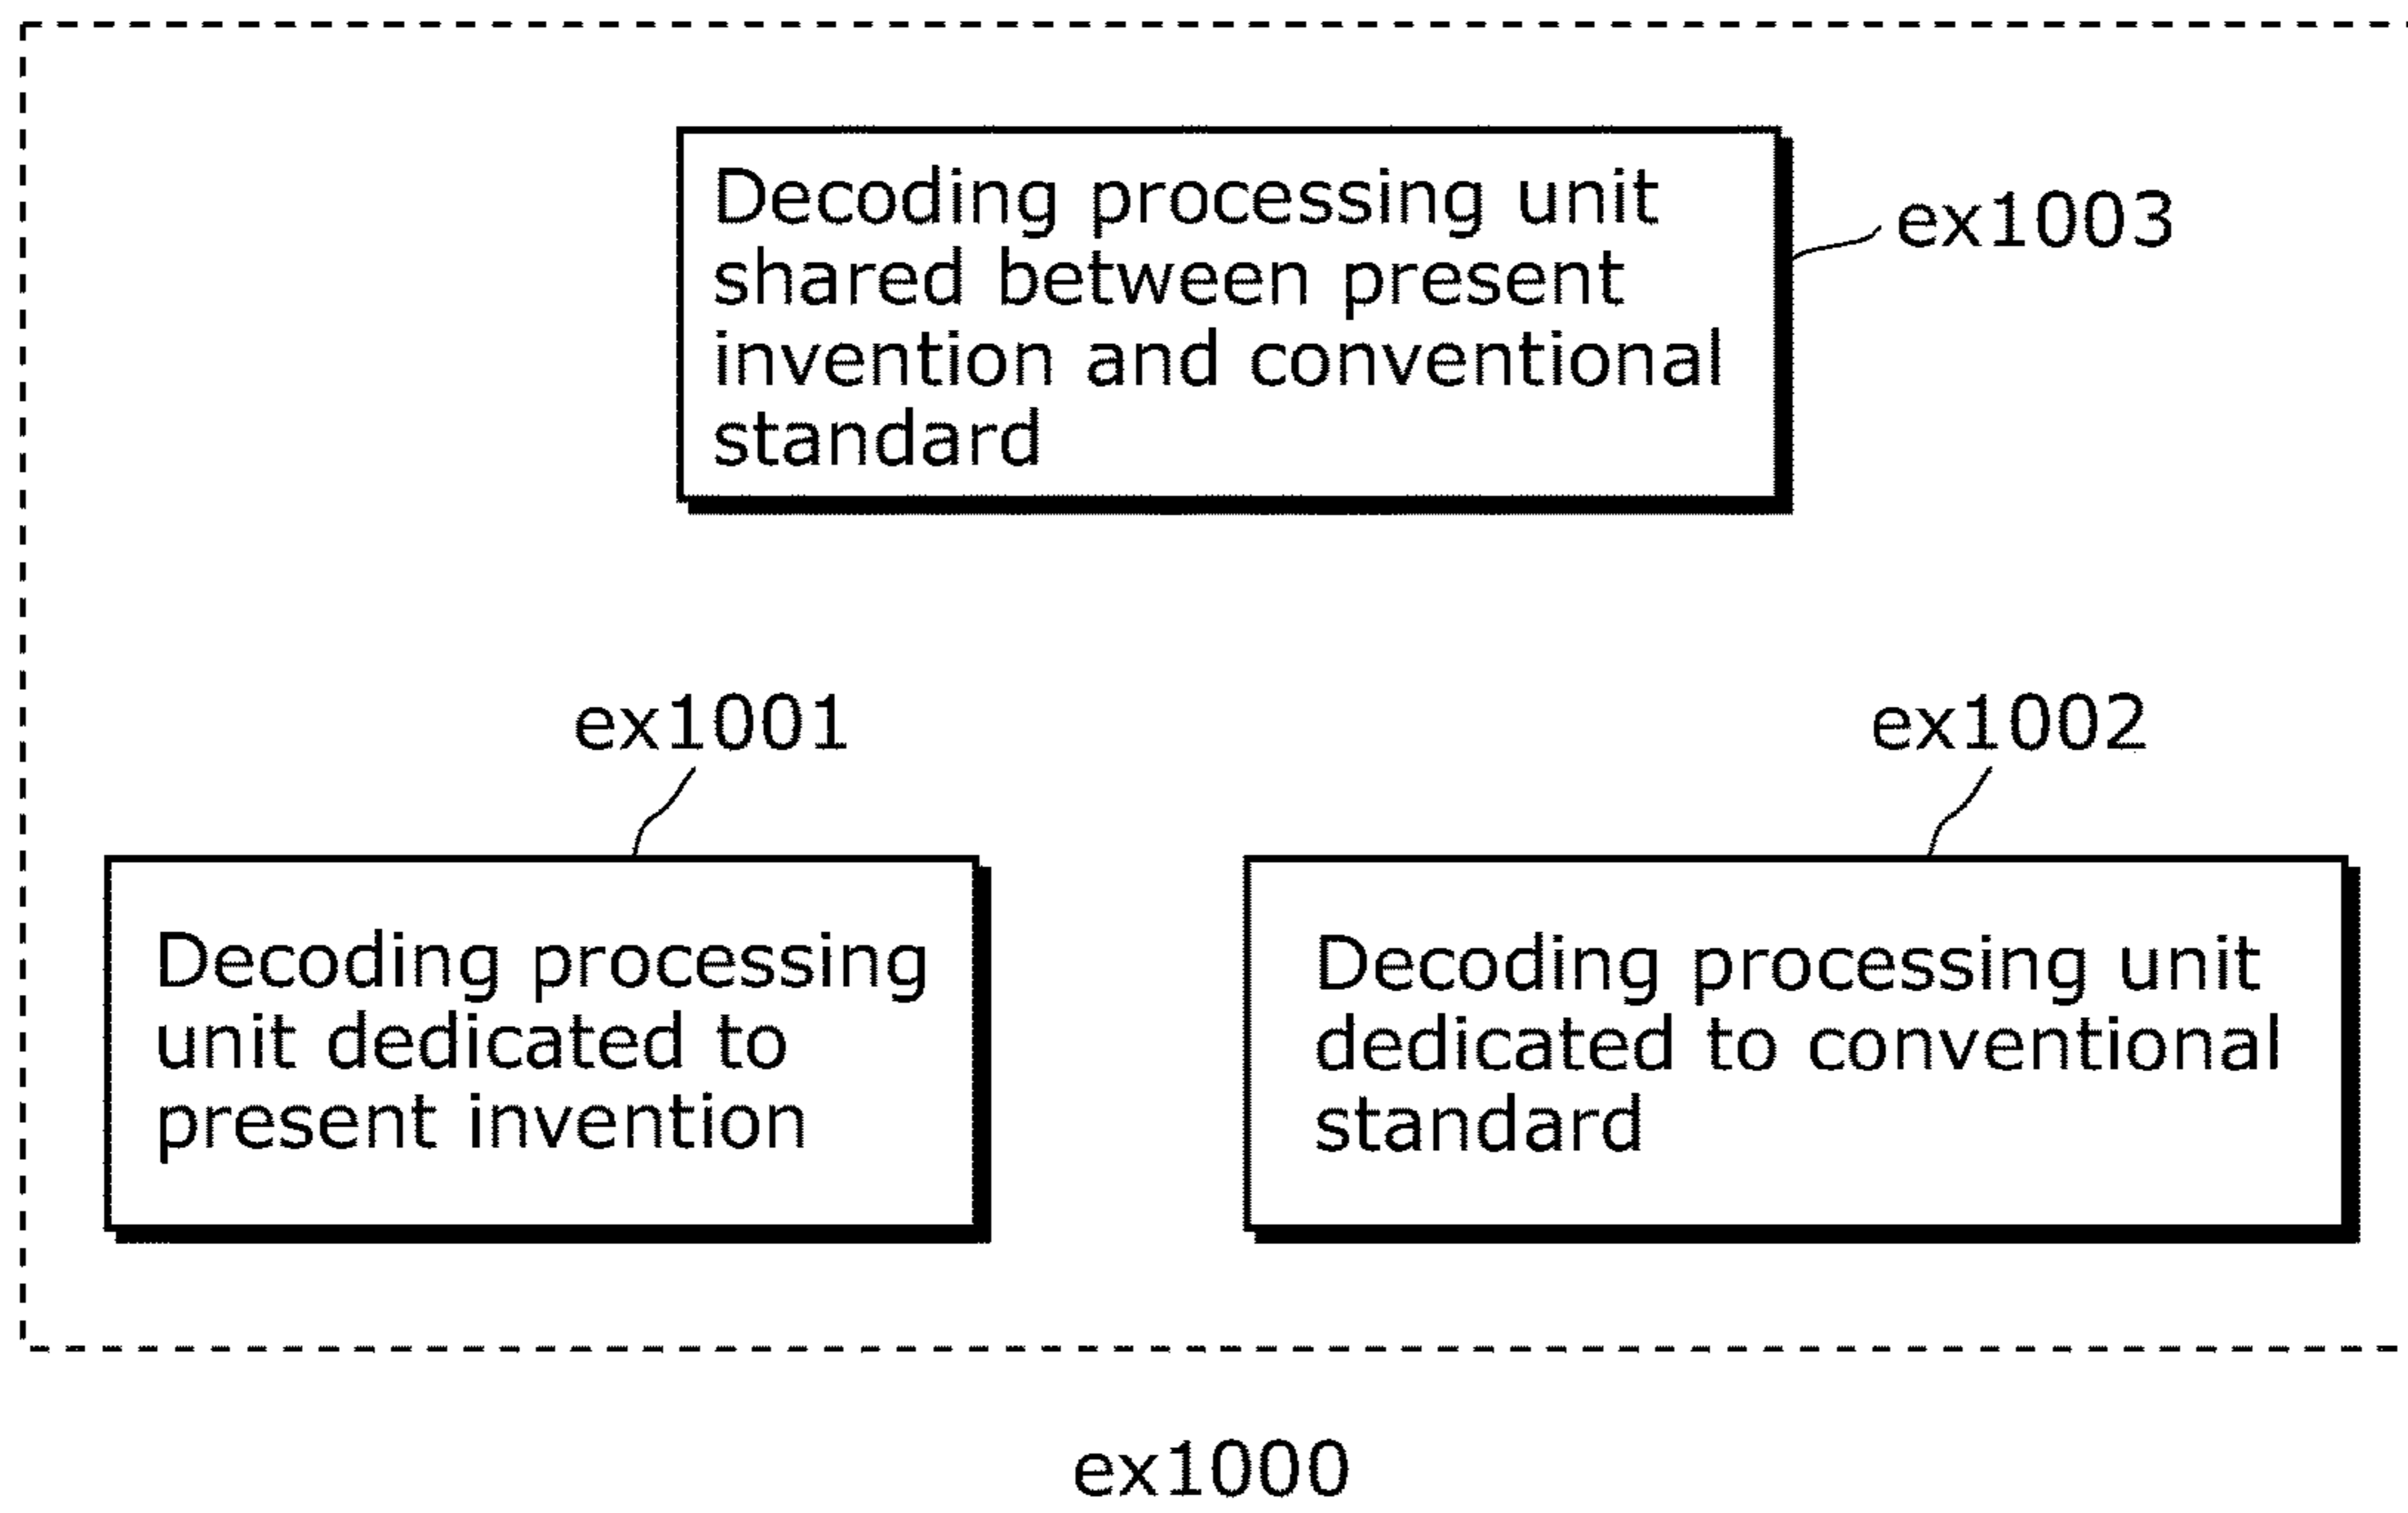 Decoding processing unit
shared between present
invention and conventional
standard
ex1003
ex1001
ex1002
Decoding processing
unit dedicated to
present invention
Decoding processing unit
dedicated to conventional
standard
ex1000